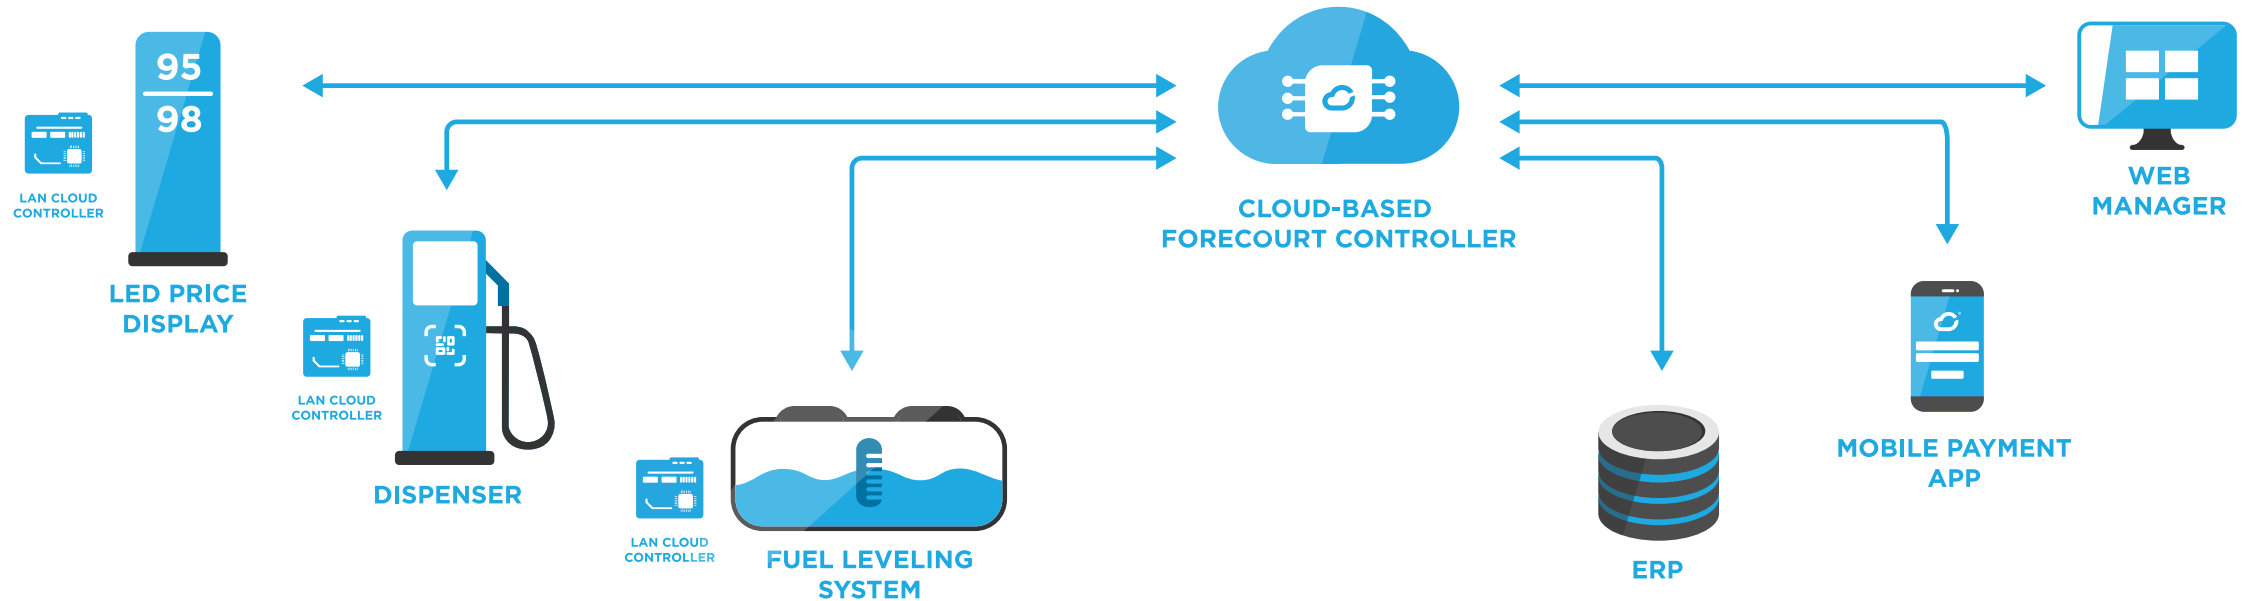 95
98
LAN CLOUD
CONTROLLER
LED PRICE
DISPLAY
LAN CLOUD
CONTROLLER
DISPENSER
LAN CLOUD
CONTROLLER
FUEL LEVELING
SYSTEM
CLOUD-BASED
FORECOURT CONTROLLER
ERP
MOBILE PAYMENT
APP
WEB
MANAGER